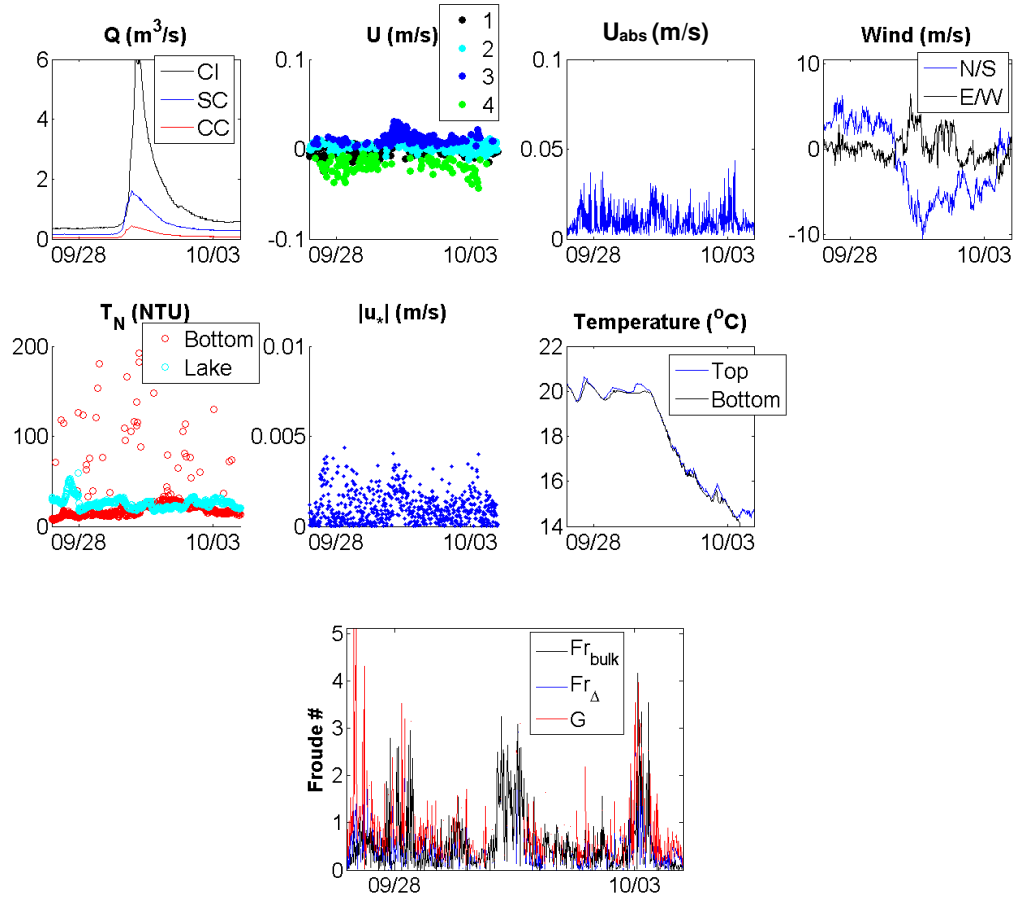 Q (m³/s)
6
4
2
0
09/28
10/03
CI
SC
CC
U (m/s)
0.1
0
-0.1
09/28
10/03
1
2
3
4
Uabs (m/s)
0.1
0.05
0
09/28
10/03
Wind (m/s)
10
0
-10
09/28
10/03
N/S
E/W
T_N (NTU)
200
100
0
09/28
10/03
Bottom
Lake
|u_*| (m/s)
0.01
0.005
0
09/28
10/03
Temperature (°C)
22
20
18
16
14
09/28
10/03
Top
Bottom
Froude #
5
4
3
2
1
0
09/28
10/03
Fr_bulk
Fr_Δ
G